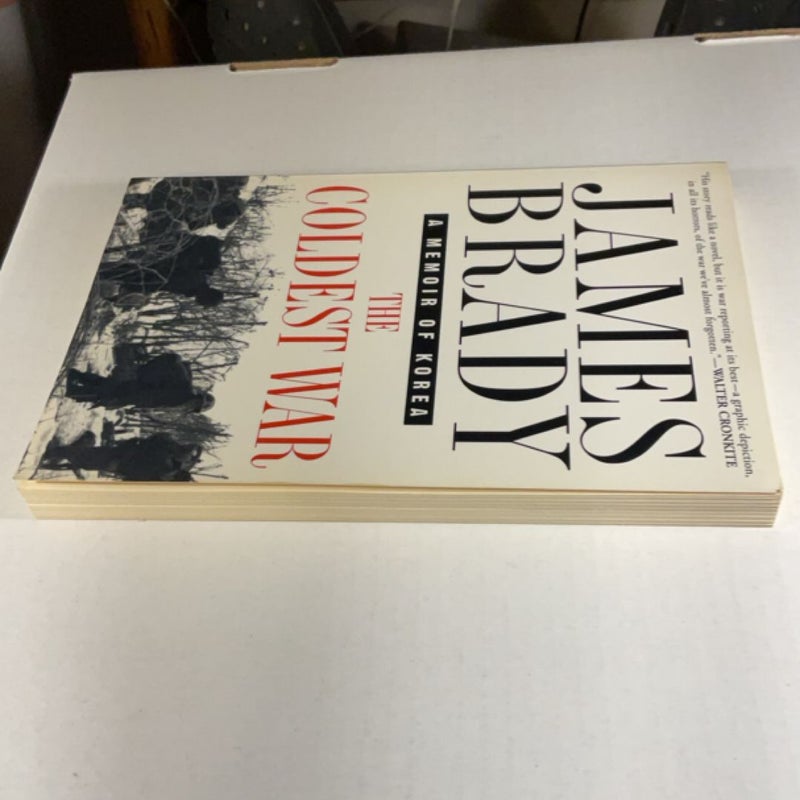 "His story reads like a novel, but it is war reporting at its best—a graphic depiction,
in all its horrors, of the war we've almost forgotten."—WALTER CRONKITE
JAMES
BRADY
A MEMOIR OF KOREA
THE
COLDEST WAR